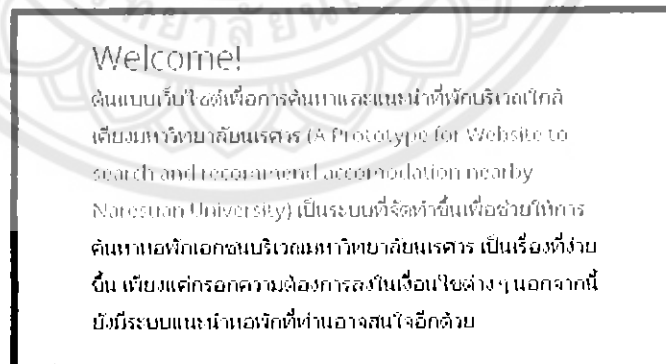 Welcome!
ต้นแบบเว็บไซต์เพื่อการค้นหาและแนะนำที่พักบริเวณใกล้
เคียงมหาวิทยาลัยนเรศวร (A Prototype for Website to
search and recommend accomodation nearby
Naresuan University) เป็นระบบที่จัดทำขึ้นเพื่อช่วยให้การ
ค้นหาหอพักเอกชนบริเวณมหาวิทยาลัยนเรศวร เป็นเรื่องที่ง่าย
ขึ้น เพียงแค่กรอกความต้องการลงในเงื่อนไขต่าง ๆ นอกจากนี้
ยังมีระบบแนะนำหอพักที่ท่านอาจสนใจอีกด้วย